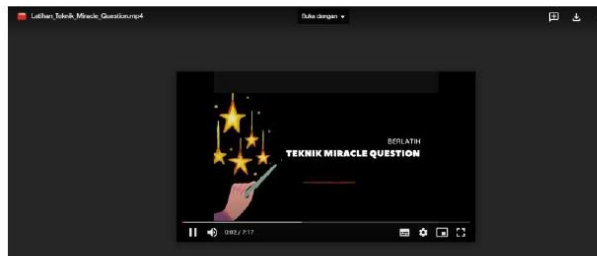 Latihan_Teknik_Miracle_Question.mp4
Buka dengan
BERLATIH
TEKNIK MIRACLE QUESTION
0:02 / 7:17